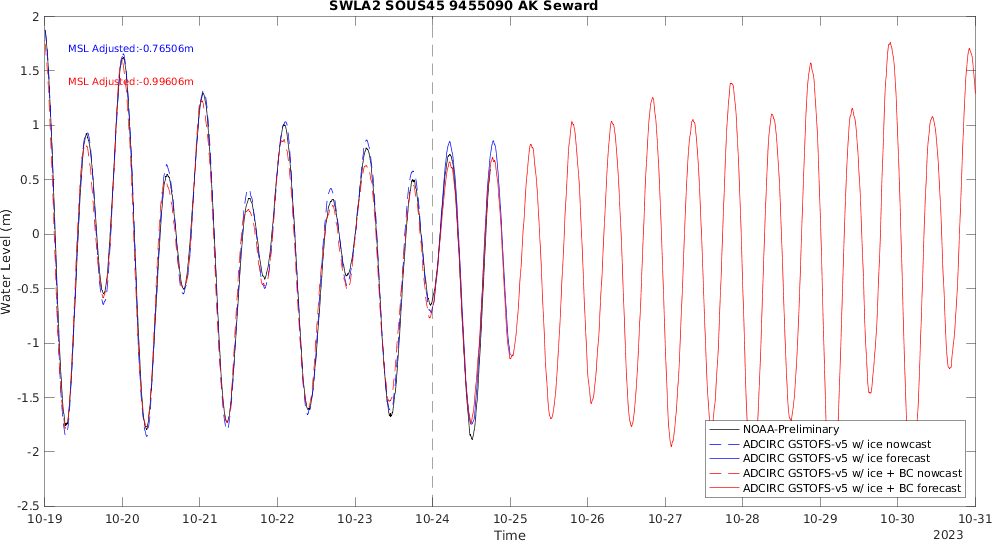 SWLA2 SOUS45 9455090 AK Seward
MSL Adjusted:-0.76506m
MSL Adjusted:-0.99606m
Water Level (m)
2
1.5
1
0.5
0
-0.5
-1
-1.5
-2
-2.5
NOAA-Preliminary
ADCIRC GSTOFS-v5 w/ ice nowcast
ADCIRC GSTOFS-v5 w/ ice forecast
ADCIRC GSTOFS-v5 w/ ice + BC nowcast
ADCIRC GSTOFS-v5 w/ ice + BC forecast
10-19 10-20 10-21 10-22 10-23 10-24 10-25 10-26 10-27 10-28 10-29 10-30 10-31
Time
2023